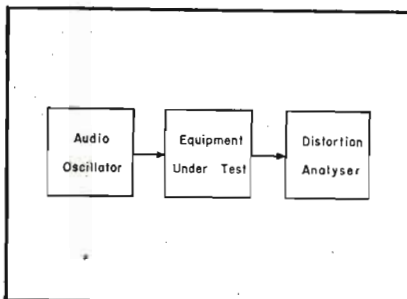 Audio
Oscillator
Equipment
Under Test
Distortion
Analyser